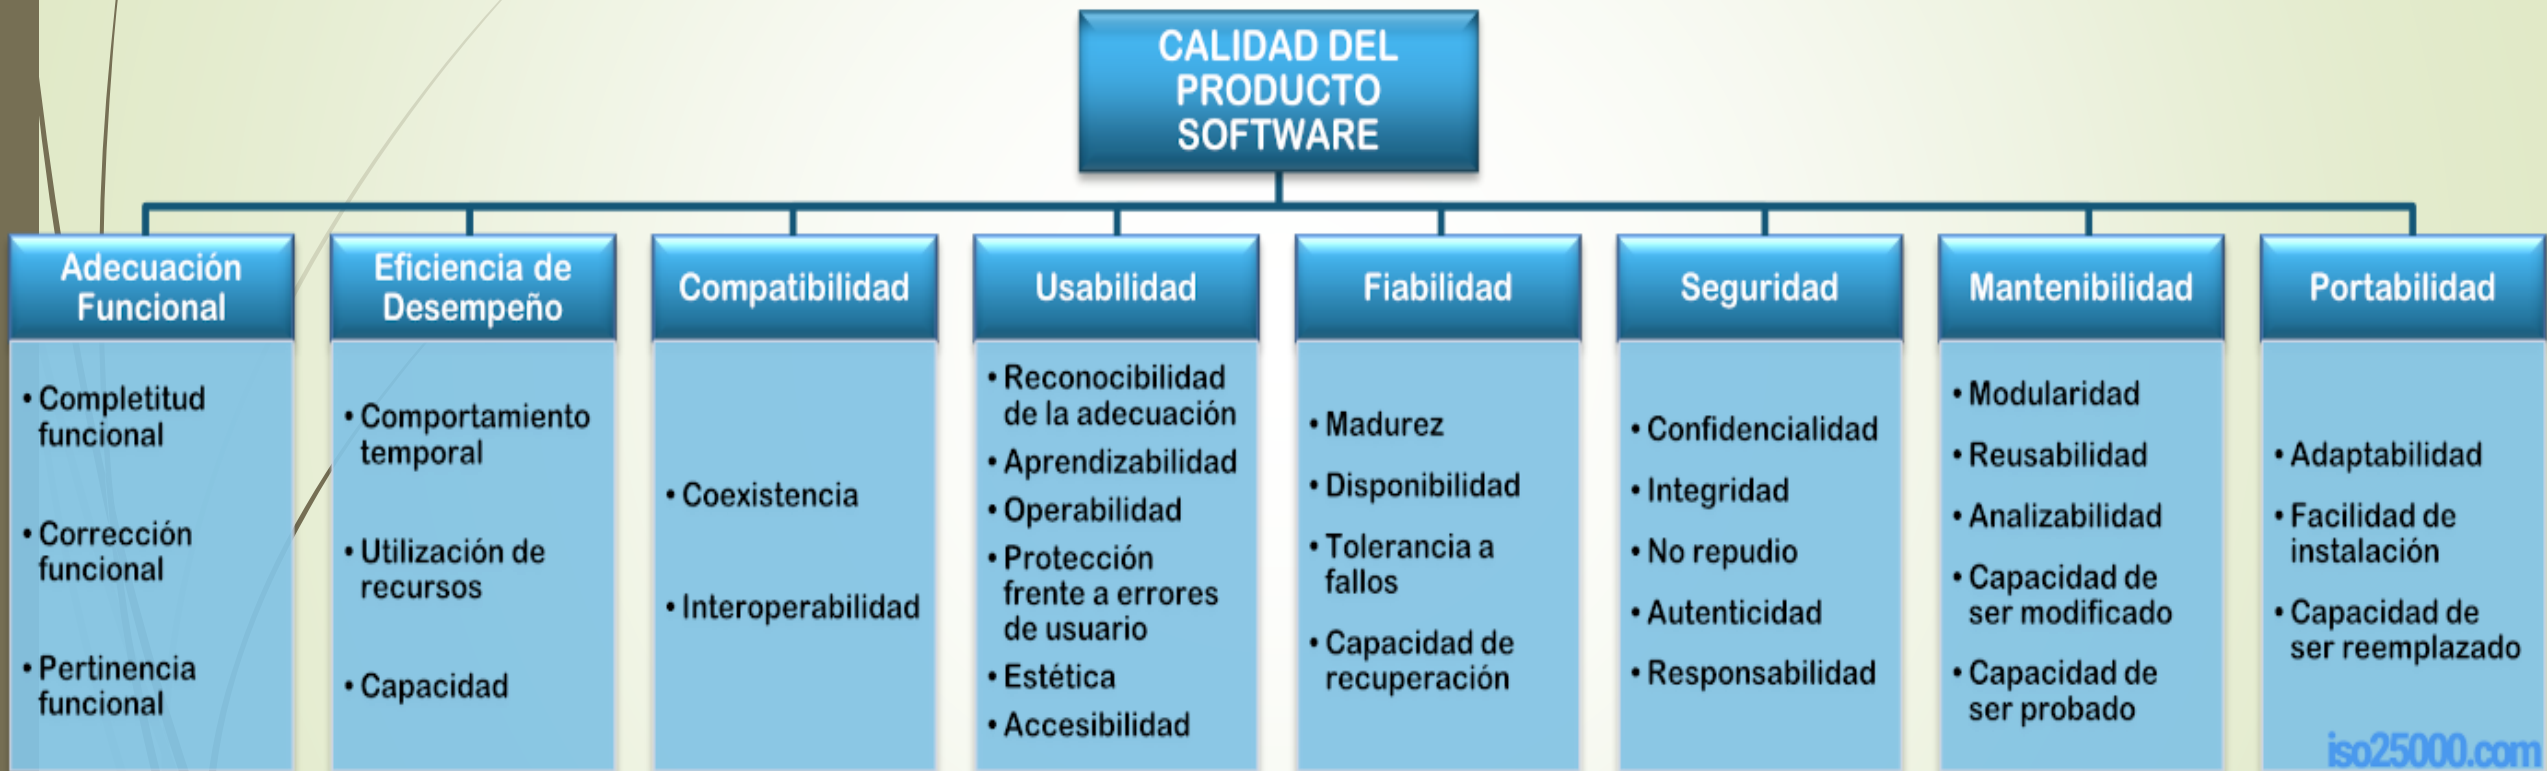 CALIDAD DEL
PRODUCTO
SOFTWARE
Adecuación
Funcional
• Completitud
funcional
• Corrección
funcional
• Pertinencia
funcional
Eficiencia de
Desempeño
• Comportamiento
temporal
• Utilización de
recursos
• Capacidad
Compatibilidad
• Coexistencia
• Interoperabilidad
Usabilidad
• Reconocibilidad
de la adecuación
• Aprendizabilidad
• Operabilidad
• Protección
frente a errores
de usuario
• Estética
• Accesibilidad
Fiabilidad
• Madurez
• Disponibilidad
• Tolerancia a
fallos
• Capacidad de
recuperación
Seguridad
• Confidencialidad
• Integridad
• No repudio
• Autenticidad
• Responsabilidad
Mantenibilidad
• Modularidad
• Reusabilidad
• Analizabilidad
• Capacidad de
ser modificado
• Capacidad de
ser probado
Portabilidad
• Adaptabilidad
• Facilidad de
instalación
• Capacidad de
ser reemplazado
iso25000.com